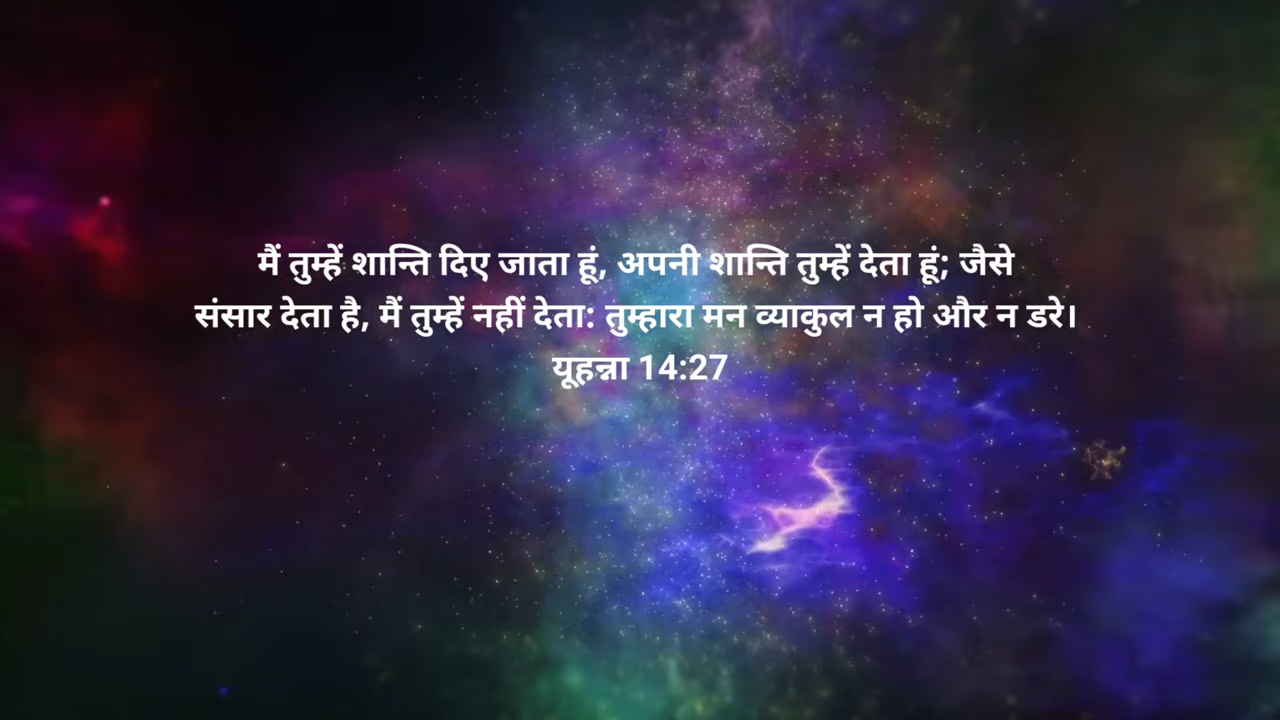 मैं तुम्हें शान्ति दिए जाता हूं, अपनी शान्ति तुम्हें देता हूं; जैसे
संसार देता है, मैं तुम्हें नहीं देता: तुम्हारा मन व्याकुल न हो और न डरे।
यूहन्ना 14:27